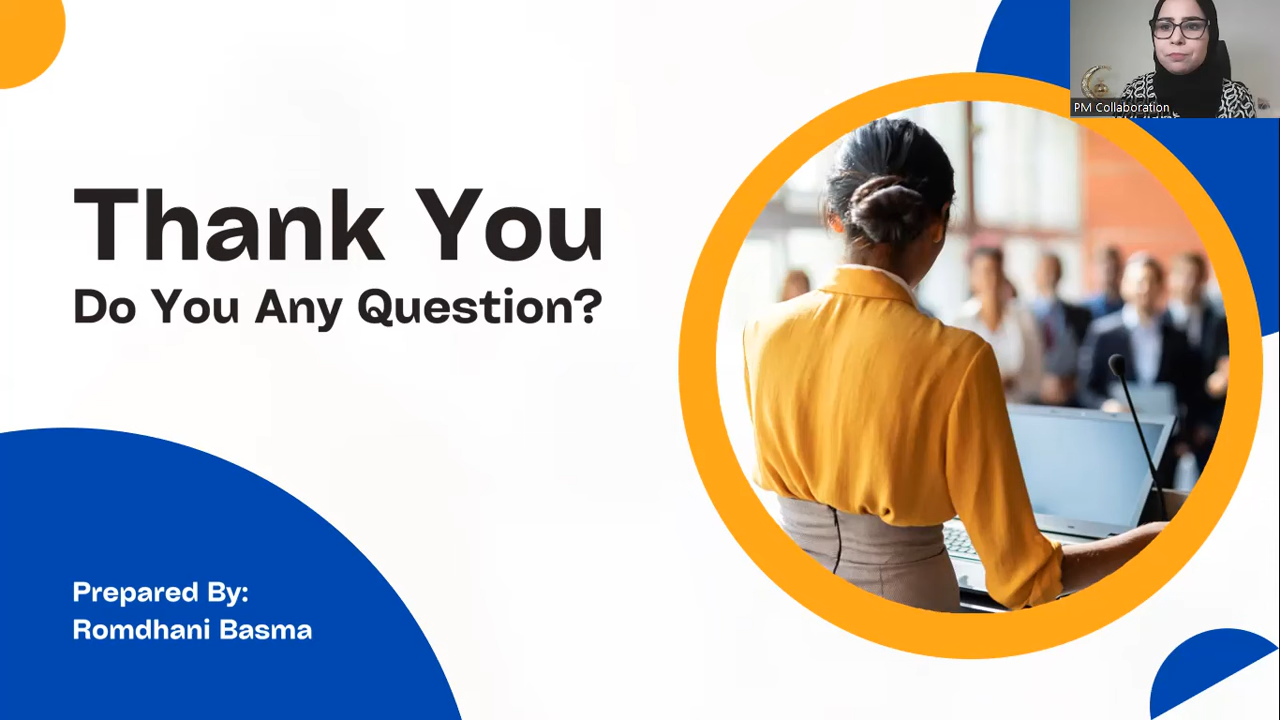 PM Collaboration
Thank You
Do You Any Question?
Prepared By:
Romdhani Basma